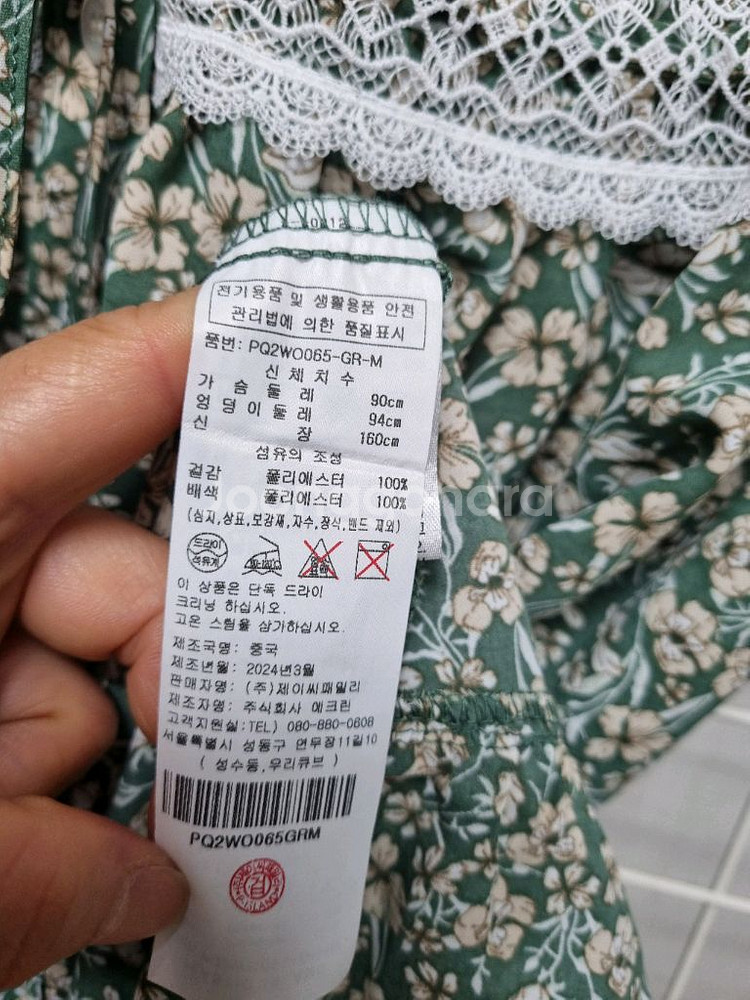 전기용품 및 생활용품 안전
관리법에 의한 품질표시
품번: PQ2WO065-GR-M
신 체 치 수
가 슴 둘 레 90cm
엉 덩 이 둘 레 94cm
신 장 160cm
섬유의 조성
겉감 폴리에스터 100%
배색 폴리에스터 100%
(심지,상표,보강재,자수,장식,밴드 제외)
드라이
석유계
이 상품은 단독 드라이
크리닝 하십시오.
고온 스팀을 삼가하십시오.
제조국명: 중국
제조년월: 2024년3월
판매자명: (주)제이씨패밀리
제조자명: 주식회사 에크린
고객지원실:TEL) 080-880-0608
서울특별시 성동구 연무장11길10
( 성수동,우리큐브 )
PQ2WO065GRM